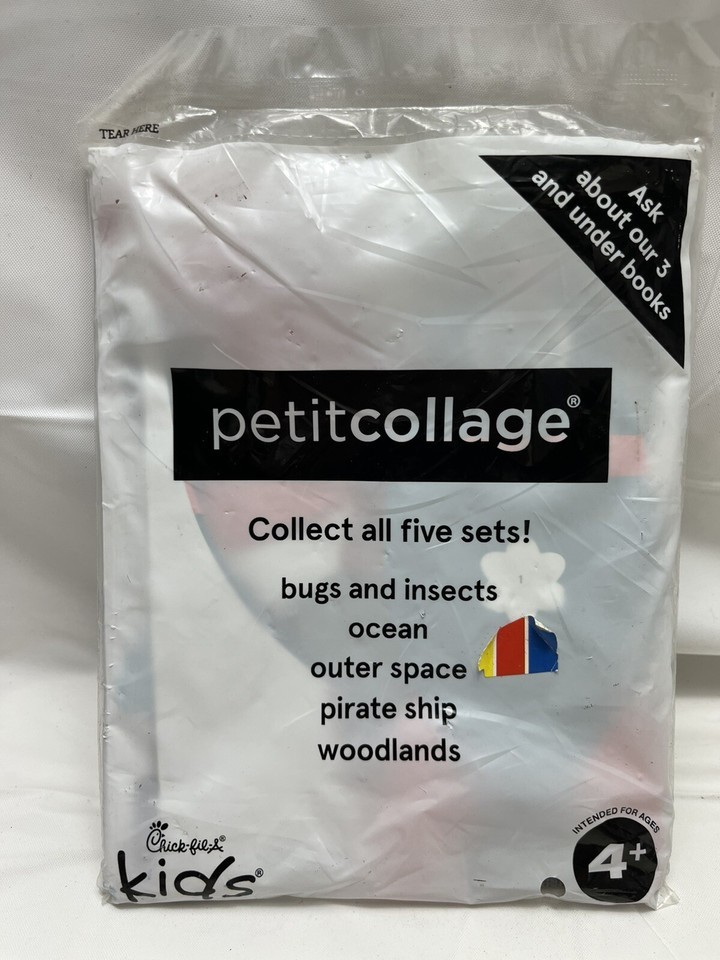 TEAR HERE
Ask
about our 3
and under books
petitcollage®
Collect all five sets!
bugs and insects
ocean
outer space
pirate ship
woodlands
Chick-fil-A®
kids®
INTENDED FOR AGES
4+